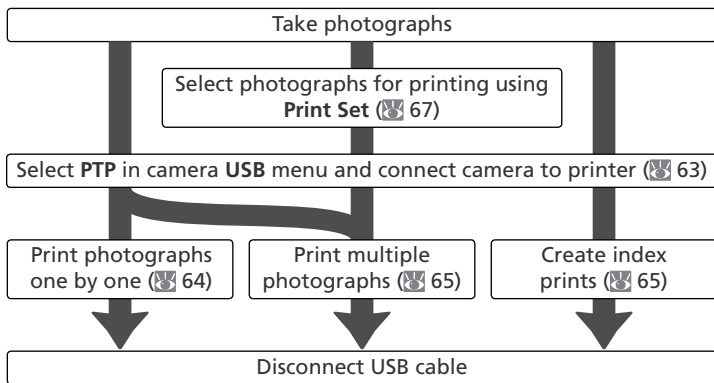 Take photographs
Select photographs for printing using
Print Set ( 67)
Select PTP in camera USB menu and connect camera to printer ( 63)
Print photographs
one by one ( 64)
Print multiple
photographs ( 65)
Create index
prints ( 65)
Disconnect USB cable